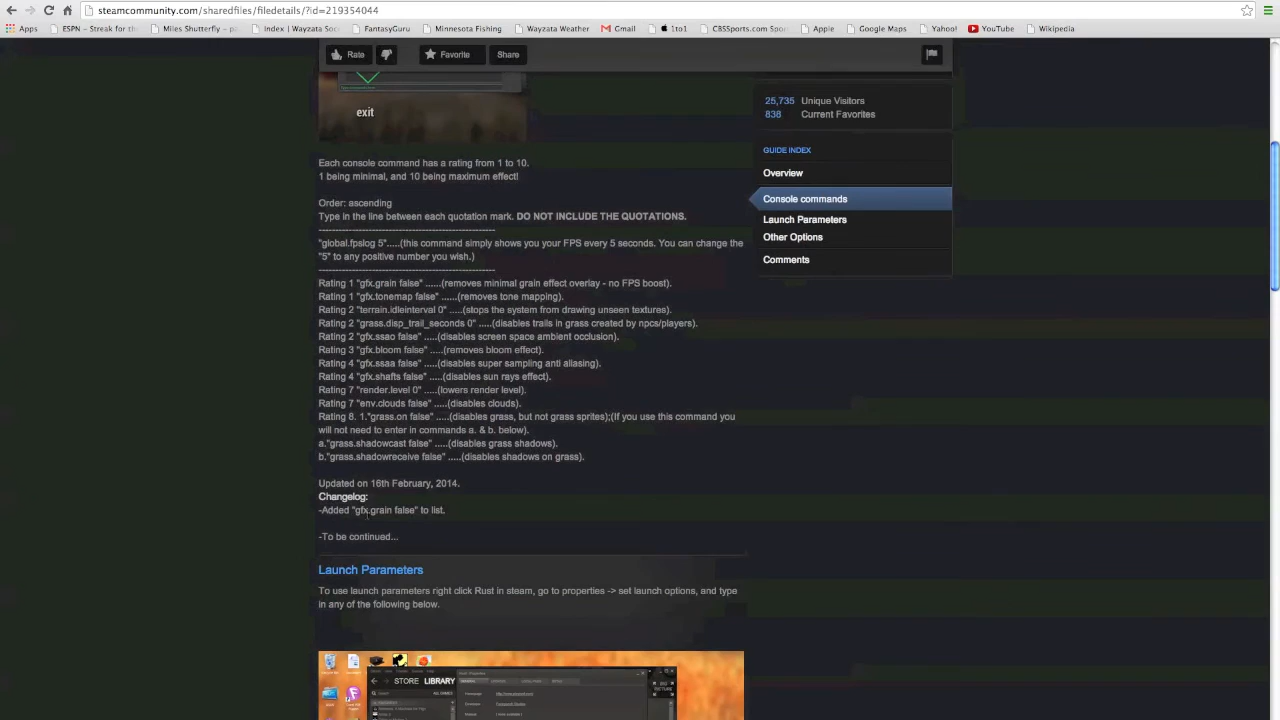 steamcommunity.com/sharedfiles/filedetails/?id=219354044
Apps ESPN – Streak for the Miles Shutterfly – p Index | Wayzata Soc FantasyGuru Minnesota Fishing Wayzata Weather Gmail 1to1 CBSSports.com Spor Apple Google Maps Yahoo! YouTube Wikipedia
Rate Favorite Share
exit
25,735 Unique Visitors
838 Current Favorites
GUIDE INDEX
Overview
Console commands
Launch Parameters
Other Options
Comments
Each console command has a rating from 1 to 10.
1 being minimal, and 10 being maximum effect!
Order: ascending
Type in the line between each quotation mark. DO NOT INCLUDE THE QUOTATIONS.
------------------------------------------------------
"global.fpslog 5".....(this command simply shows you your FPS every 5 seconds. You can change the
"5" to any positive number you wish.)
------------------------------------------------------
Rating 1 "gfx.grain false" ......(removes minimal grain effect overlay - no FPS boost).
Rating 1 "gfx.tonemap false" .....(removes tone mapping).
Rating 2 "terrain.idleinterval 0" .....(stops the system from drawing unseen textures).
Rating 2 "grass.disp_trail_seconds 0" .....(disables trails in grass created by npcs/players).
Rating 2 "gfx.ssao false" .....(disables screen space ambient occlusion).
Rating 3 "gfx.bloom false" .....(removes bloom effect).
Rating 4 "gfx.ssaa false" .....(disables super sampling anti aliasing).
Rating 4 "gfx.shafts false" .....(disables sun rays effect).
Rating 7 "render.level 0" .....(lowers render level).
Rating 7 "env.clouds false" .....(disables clouds).
Rating 8. 1."grass.on false" .....(disables grass, but not grass sprites);(If you use this command you
will not need to enter in commands a. & b. below).
a."grass.shadowcast false" .....(disables grass shadows).
b."grass.shadowreceive false" .....(disables shadows on grass).
Updated on 16th February, 2014.
Changelog:
-Added "gfx.grain false" to list.
-To be continued...
Launch Parameters
To use launch parameters right click Rust in steam, go to properties -> set launch options, and type
in any of the following below.
STORE LIBRARY